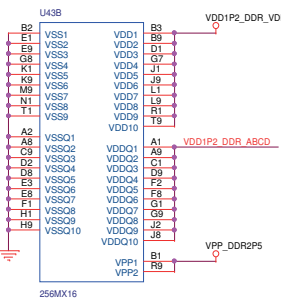 U43B
VDD1P2_DDR_VD
B2 VSS1 VDD1 B3
E1 VSS2 VDD2 B9
E9 VSS3 VDD3 D1
G8 VSS4 VDD4 G7
K1 VSS5 VDD5 J1
K9 VSS6 VDD6 J9
M9 VSS7 VDD7 L1
N1 VSS8 VDD8 L9
T1 VSS9 VDD9 R1
VDD10 T9
A2 VSSQ1
A8 VSSQ2 VDDQ1 A1 VDD1P2_DDR_ABCD
C9 VSSQ3 VDDQ2 A9
D2 VSSQ4 VDDQ3 C1
D8 VSSQ5 VDDQ4 D9
E3 VSSQ6 VDDQ5 F2
E8 VSSQ7 VDDQ6 F8
F1 VSSQ8 VDDQ7 G1
H1 VSSQ9 VDDQ8 G9
H9 VSSQ10 VDDQ9 J2
VDDQ10 J8
VPP_DDR2P5
VPP1 B1
VPP2 R9
256MX16